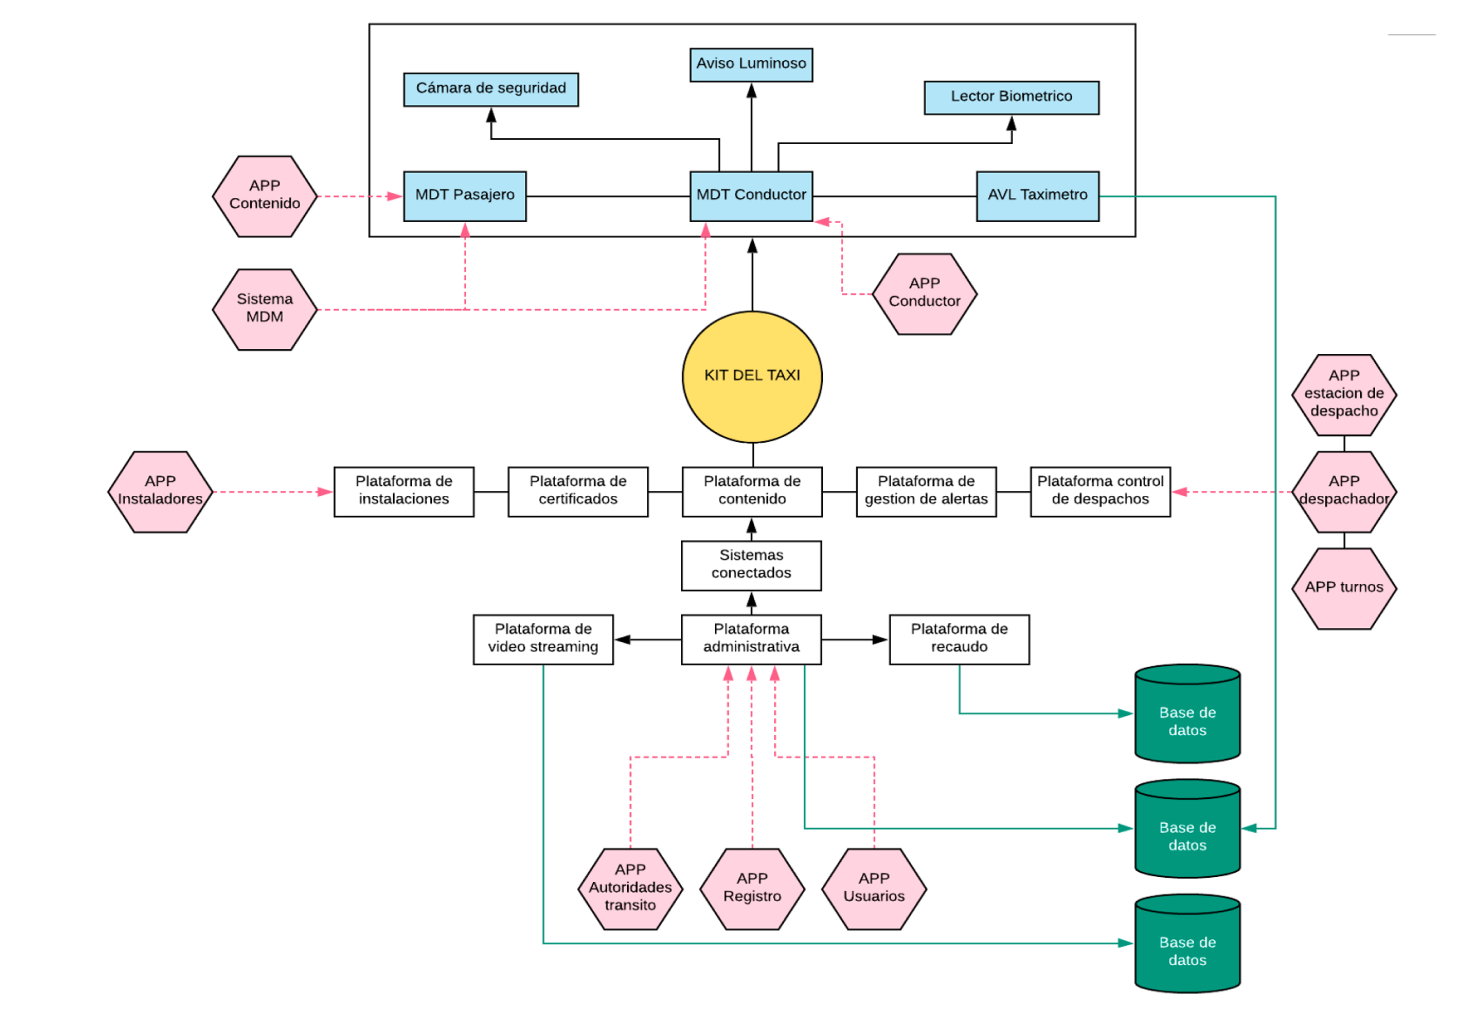 Aviso Luminoso
Cámara de seguridad
Lector Biometrico
APP
Contenido
MDT Pasajero
MDT Conductor
AVL Taximetro
Sistema
MDM
APP
Conductor
KIT DEL TAXI
APP
estacion de
despacho
APP
Instaladores
Plataforma de
instalaciones
Plataforma de
certificados
Plataforma de
contenido
Plataforma de
gestion de alertas
Plataforma control
de despachos
APP
despachador
Sistemas
conectados
APP turnos
Plataforma de
video streaming
Plataforma
administrativa
Plataforma de
recaudo
Base de
datos
Base de
datos
APP
Autoridades
transito
APP
Registro
APP
Usuarios
Base de
datos